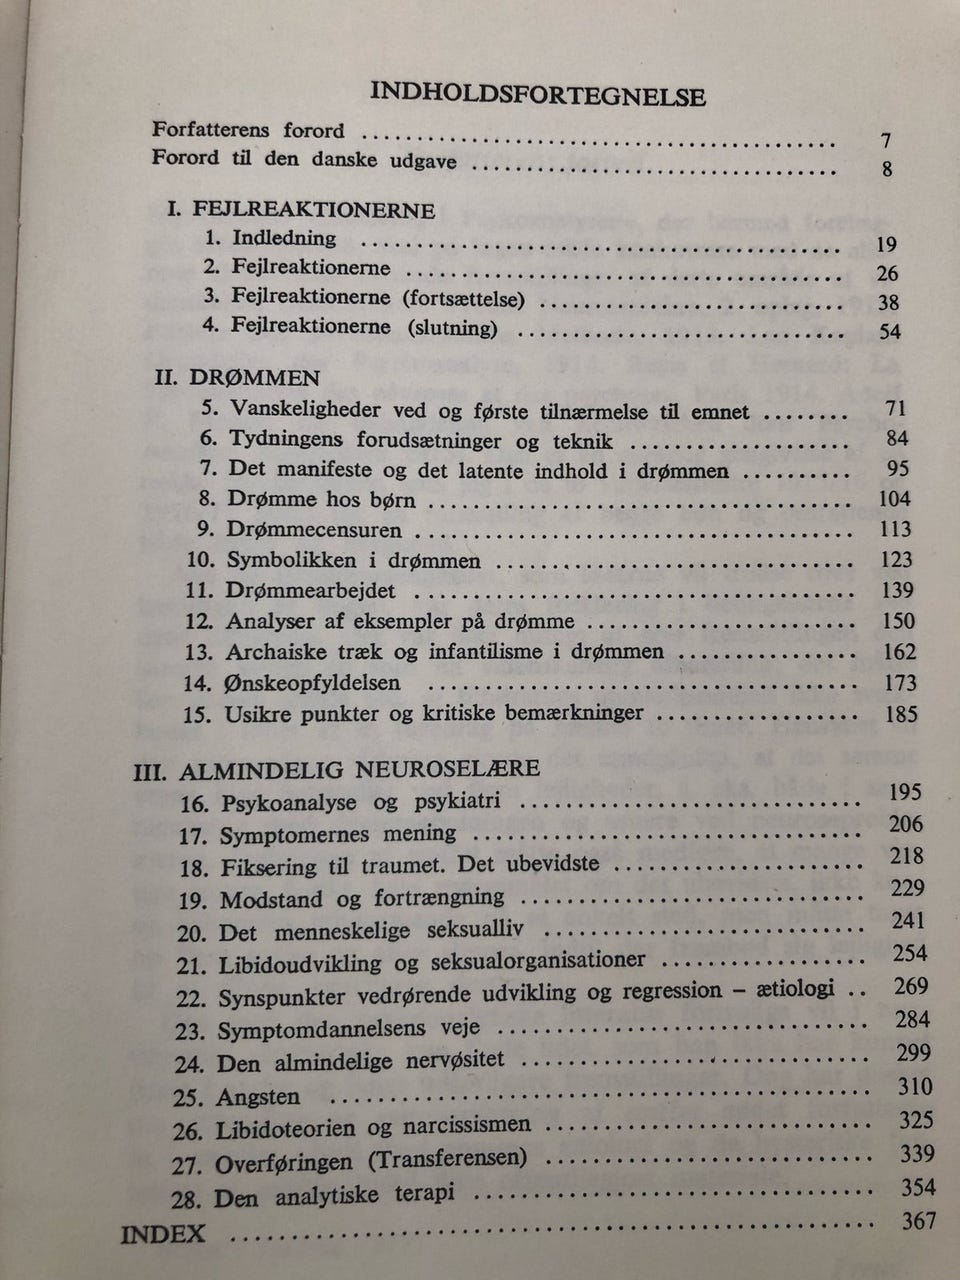 INDHOLDSFORTEGNELSE
Forfatterens forord ........................................ 7
Forord til den danske udgave ........................................ 8
I. FEJLREAKTIONERNE
1. Indledning ........................................ 19
2. Fejlreaktionerne ........................................ 26
3. Fejlreaktionerne (fortsættelse) .............................. 38
4. Fejlreaktionerne (slutning) .............................. 54
II. DRØMMEN
5. Vanskeligheder ved og første tilnærmelse til emnet ........ 71
6. Tydningens forudsætninger og teknik .................... 84
7. Det manifeste og det latente indhold i drømmen .......... 95
8. Drømme hos børn ........................................ 104
9. Drømmecensuren ........................................ 113
10. Symbolikken i drømmen .............................. 123
11. Drømmearbejdet ........................................ 139
12. Analyser af eksempler på drømme ......................... 150
13. Archaiske træk og infantilisme i drømmen ................ 162
14. Ønskeopfyldelsen ........................................ 173
15. Usikre punkter og kritiske bemærkninger .................. 185
III. ALMINDELIG NEUROSELÆRE
16. Psykoanalyse og psykiatri .............................. 195
17. Symptomernes mening .................................. 206
18. Fiksering til traumet. Det ubevidste ...................... 218
19. Modstand og fortrængning .............................. 229
20. Det menneskelige seksualliv ............................ 241
21. Libidoudvikling og seksualorganisationer .................. 254
22. Synspunkter vedrørende udvikling og regression – ætiologi .. 269
23. Symptomdannelsens veje ................................ 284
24. Den almindelige nervøsitet .............................. 299
25. Angsten ........................................ 310
26. Libidoteorien og narcissismen ............................ 325
27. Overføringen (Transferensen) ............................ 339
28. Den analytiske terapi .................................. 354
INDEX ........................................ 367